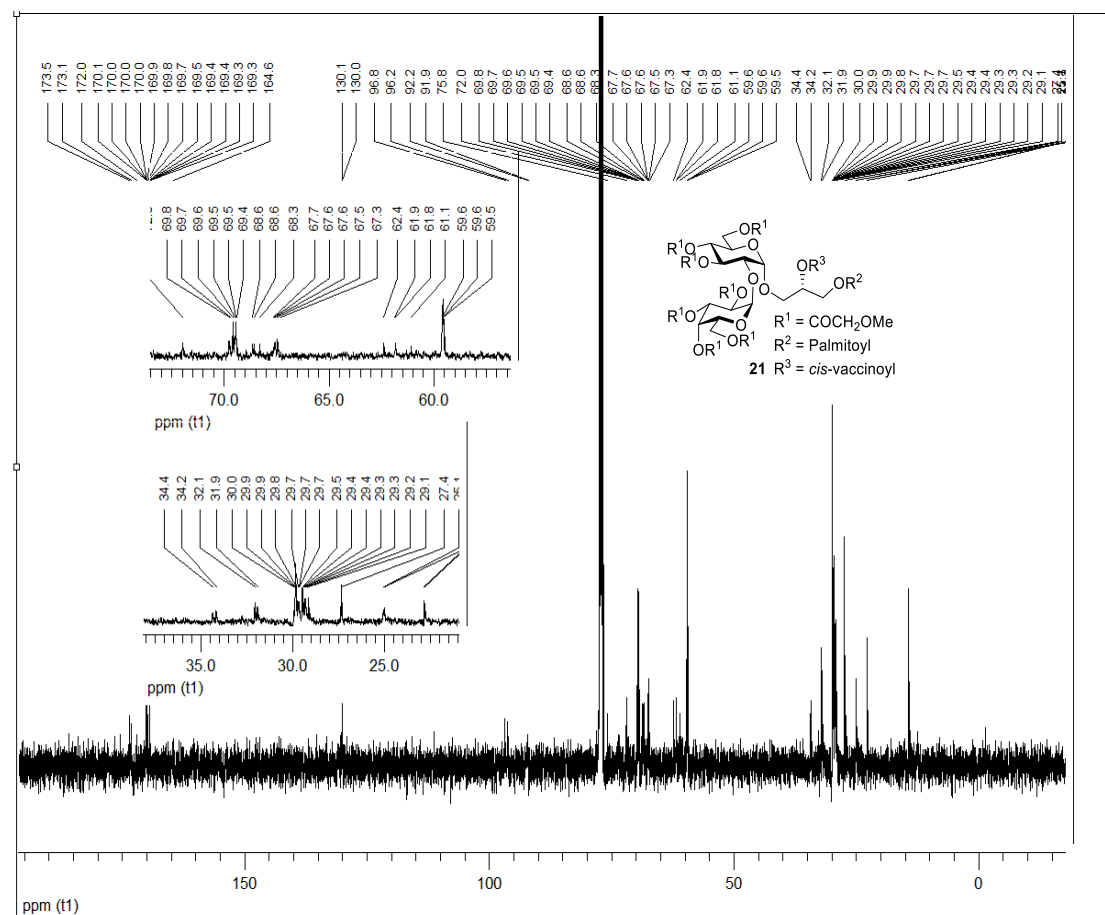 173.5 173.1 172.0 170.1 170.0 170.0 170.0 169.9 169.8 169.7 169.5 169.4 169.4 169.3 169.3 164.6 130.1 130.0 96.8 96.2 92.2 91.9 75.8 72.0 69.8 69.7 69.6 69.5 69.5 69.4 68.6 68.6 68.3 67.7 67.6 67.6 67.5 67.3 62.4 61.9 61.8 61.1 59.6 59.6 59.5 34.4 34.2 32.1 31.9 30.0 29.9 29.9 29.8 29.7 29.7 29.7 29.5 29.4 29.4 29.3 29.3 29.2 29.1 27.4
69.8 69.7 69.6 69.5 69.5 69.4 68.6 68.6 68.3 67.7 67.6 67.6 67.5 67.3 62.4 61.9 61.8 61.1 59.6 59.6 59.5
70.0 65.0 60.0
ppm (t1)
OR¹
R¹O O
R¹O OR³
O OR²
R¹O O
R¹O R¹ = COCH₂OMe
O
OR¹ OR¹ R² = Palmitoyl
21 R³ = cis-vaccinoyl
34.4 34.2 32.1 31.9 30.0 29.9 29.9 29.8 29.7 29.7 29.7 29.5 29.4 29.4 29.3 29.3 29.2 29.1 27.4 25.1
35.0 30.0 25.0
ppm (t1)
150 100 50 0
ppm (t1)